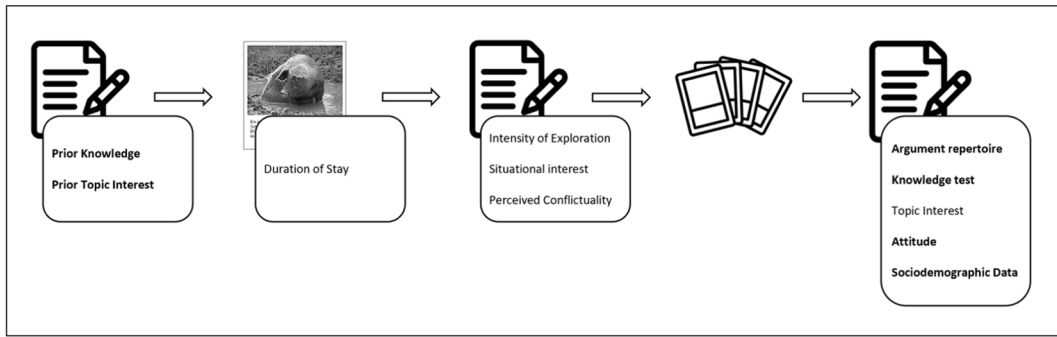 Prior Knowledge
Prior Topic Interest
Duration of Stay
Intensity of Exploration
Situational interest
Perceived Conflictuality
Argument repertoire
Knowledge test
Topic Interest
Attitude
Sociodemographic Data